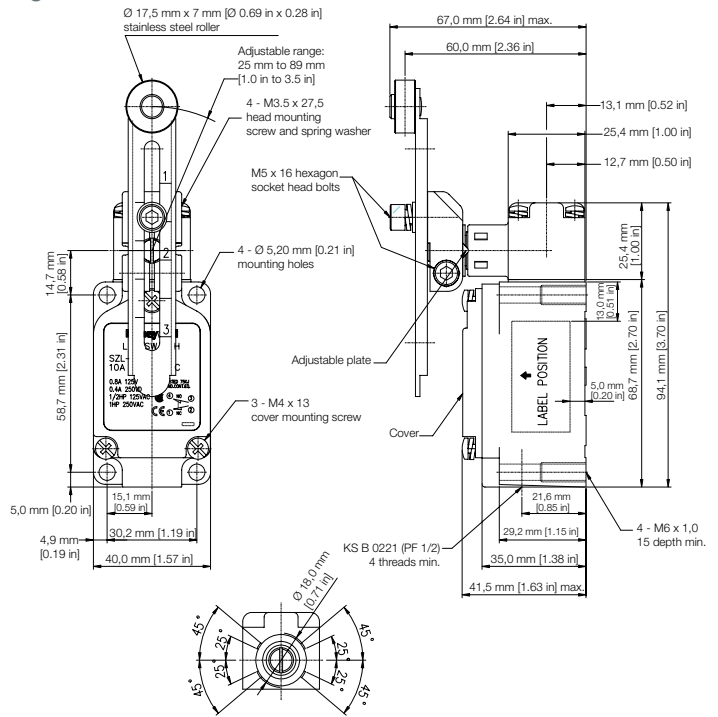 Ø 17,5 mm x 7 mm [Ø 0.69 in x 0.28 in]
stainless steel roller
Adjustable range:
25 mm to 89 mm
[1.0 in to 3.5 in]
4 - M3.5 x 27,5
head mounting
screw and spring washer
1
2
3
14,7 mm
[0.58 in]
4 - Ø 5,20 mm [0.21 in]
mounting holes
58,7 mm
[2.31 in]
SZL-
10A
C
0.8A 125V
0.4A 250VD
1/2HP 125VAC
1HP 250VAC
CE
3 - M4 x 13
cover mounting screw
5,0 mm [0.20 in]
15,1 mm
[0.59 in]
4,9 mm
[0.19 in]
30,2 mm [1.19 in]
40,0 mm [1.57 in]
67,0 mm [2.64 in] max.
60,0 mm [2.36 in]
13,1 mm [0.52 in]
25,4 mm [1.00 in]
12,7 mm [0.50 in]
M5 x 16 hexagon
socket head bolts
25,4 mm
[1.00 in]
13,0 mm
[0.51 in]
Adjustable plate
LABEL POSITION
5,0 mm
[0.20 in]
68,7 mm [2.70 in]
94,1 mm [3.70 in]
Cover
21,6 mm
[0.85 in]
KS B 0221 (PF 1/2)
4 threads min.
29,2 mm [1.15 in]
4 - M6 x 1,0
15 depth min.
35,0 mm [1.38 in]
41,5 mm [1.63 in] max.
Ø 18,0 mm
[0.71 in]
45°
25°
25°
45°
45°
25°
25°
45°